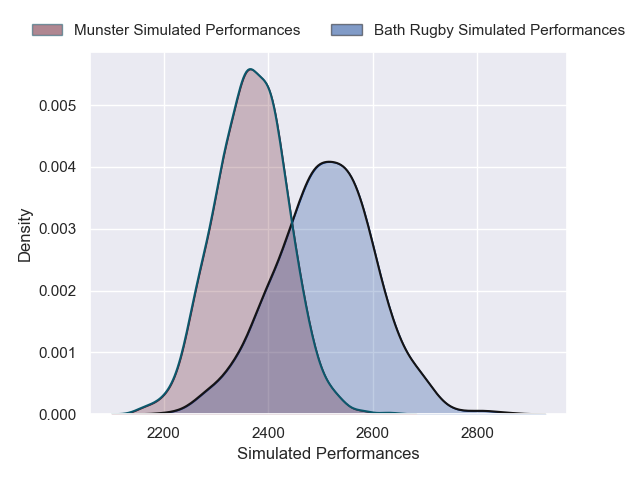 Munster Simulated Performances
Bath Rugby Simulated Performances
0.005
0.004
0.003
0.002
0.001
0.000
Density
2200
2400
2600
2800
Simulated Performances